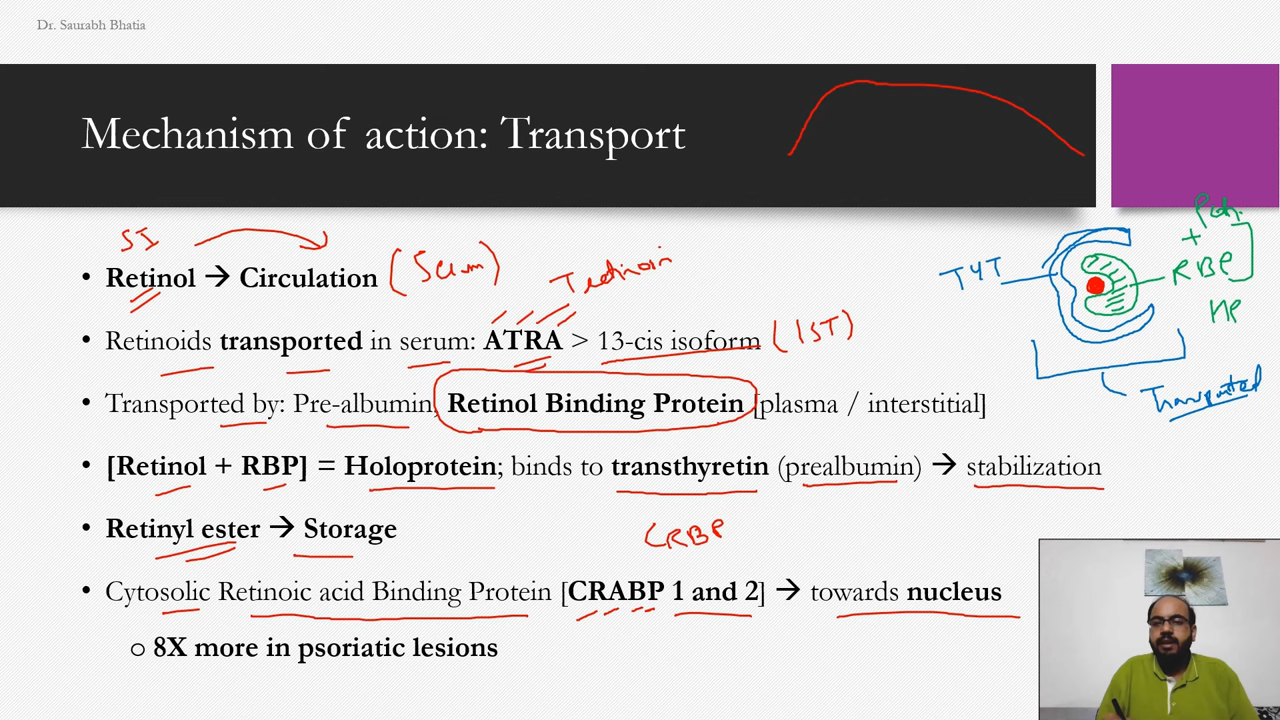 Dr. Saurabh Bhatia
Mechanism of action: Transport
SI
• Retinol → Circulation (Serum)
Tretinoin
• Retinoids transported in serum: ATRA > 13-cis isoform (IST)
• Transported by: Pre-albumin, Retinol Binding Protein [plasma / interstitial]
• [Retinol + RBP] = Holoprotein; binds to transthyretin (prealbumin) → stabilization
• Retinyl ester → Storage
CRBP
• Cytosolic Retinoic acid Binding Protein [CRABP 1 and 2] → towards nucleus
o 8X more in psoriatic lesions
+
TYT
RBP
HP
Transported